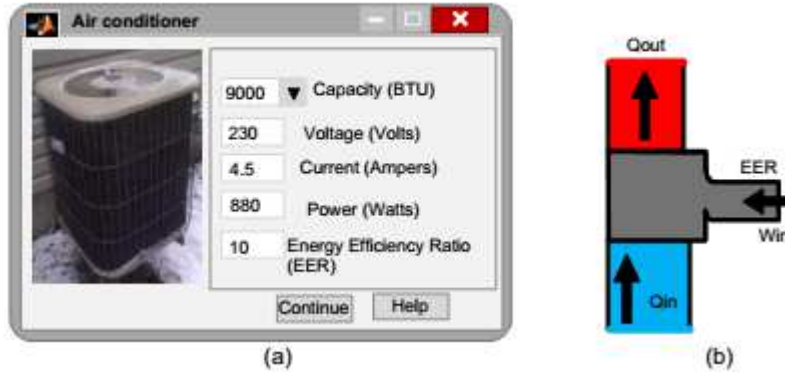 Air conditioner
9000 Capacity (BTU)
230 Voltage (Volts)
4.5 Current (Ampers)
880 Power (Watts)
10 Energy Efficiency Ratio
(EER)
Continue Help
(a)
Qout
EER
Win
Qin
(b)